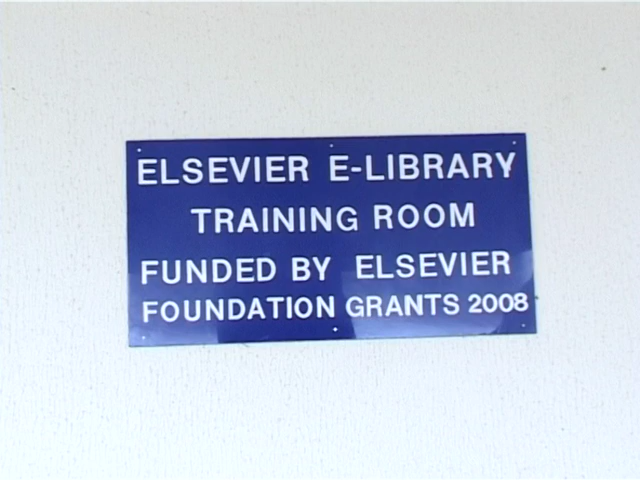 ELSEVIER E-LIBRARY
TRAINING ROOM
FUNDED BY ELSEVIER
FOUNDATION GRANTS 2008